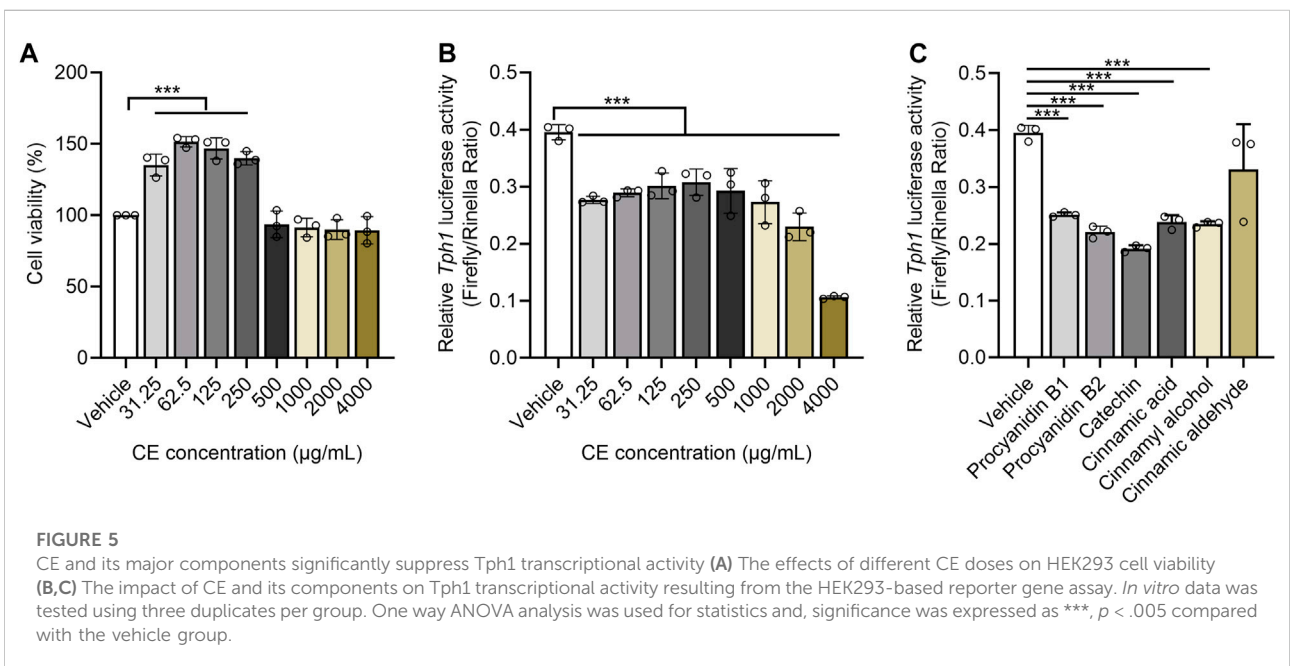 A
B
C
Cell viability (%)
200
150
100
50
0
***
Vehicle
31.25
62.5
125
250
500
1000
2000
4000
CE concentration (µg/mL)
Relative Tph1 luciferase activity
(Firefly/Rinella Ratio)
0.5
0.4
0.3
0.2
0.1
0.0
***
Vehicle
31.25
62.5
125
250
500
1000
2000
4000
CE concentration (µg/mL)
Relative Tph1 luciferase activity
(Firefly/Rinella Ratio)
0.5
0.4
0.3
0.2
0.1
0.0
***
***
***
***
***
Vehicle
Procyanidin B1
Procyanidin B2
Catechin
Cinnamic acid
Cinnamyl alcohol
Cinnamic aldehyde
FIGURE 5
CE and its major components significantly suppress Tph1 transcriptional activity (A) The effects of different CE doses on HEK293 cell viability
(B,C) The impact of CE and its components on Tph1 transcriptional activity resulting from the HEK293-based reporter gene assay. In vitro data was
tested using three duplicates per group. One way ANOVA analysis was used for statistics and, significance was expressed as ***, p < .005 compared
with the vehicle group.